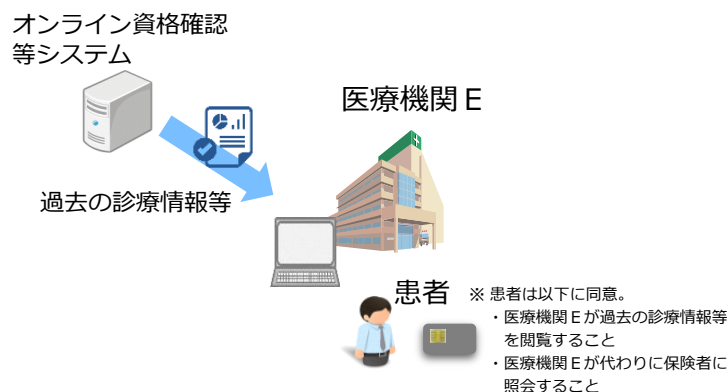 オンライン資格確認
等システム
医療機関Ｅ
過去の診療情報等
患者
※ 患者は以下に同意。
・医療機関Ｅが過去の診療情報等
を閲覧すること
・医療機関Ｅが代わりに保険者に
照会すること